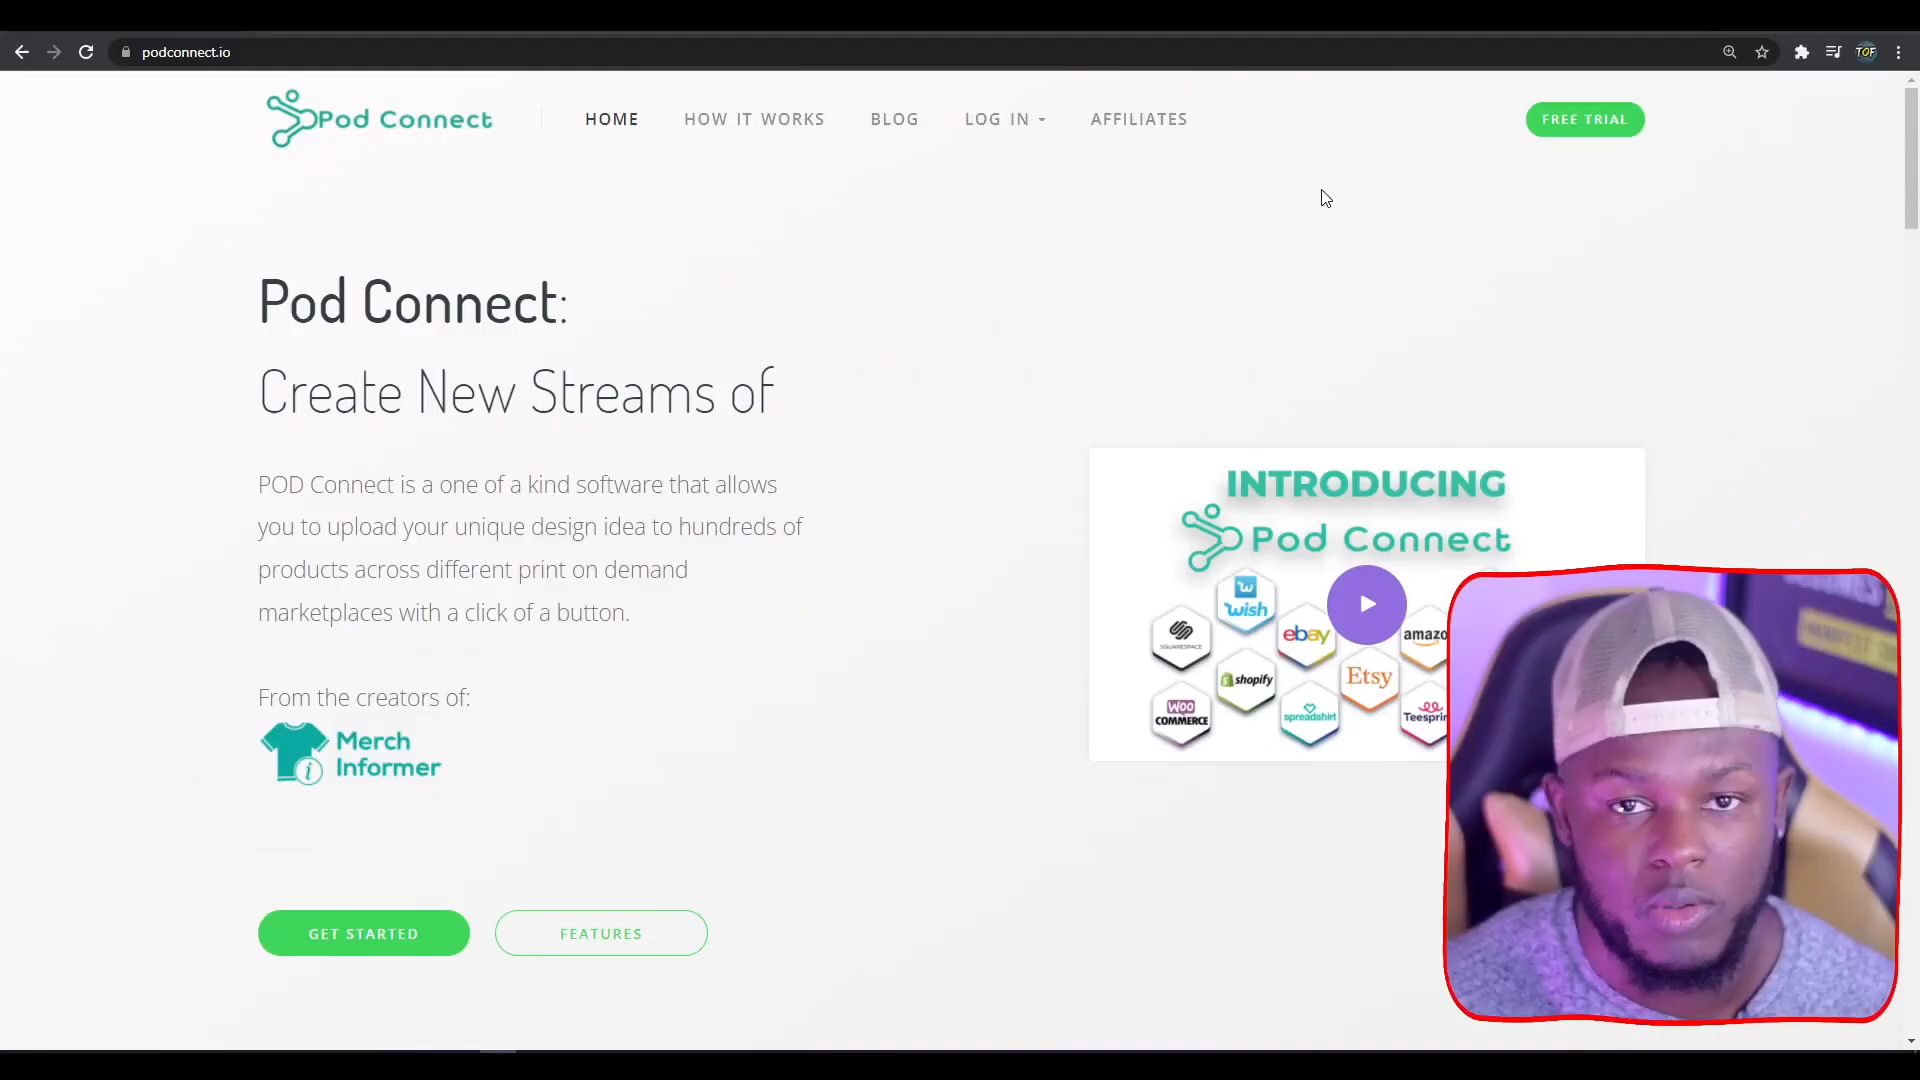 podconnect.io
TOF
Pod Connect
HOME
HOW IT WORKS
BLOG
LOG IN
AFFILIATES
FREE TRIAL
Pod Connect:
Create New Streams of
POD Connect is a one of a kind software that allows
you to upload your unique design idea to hundreds of
products across different print on demand
marketplaces with a click of a button.
From the creators of:
Merch
Informer
GET STARTED
FEATURES
INTRODUCING
Pod Connect
wish
SQUARESPACE
ebay
shopify
Etsy
WOO
COMMERCE
spreadshirt